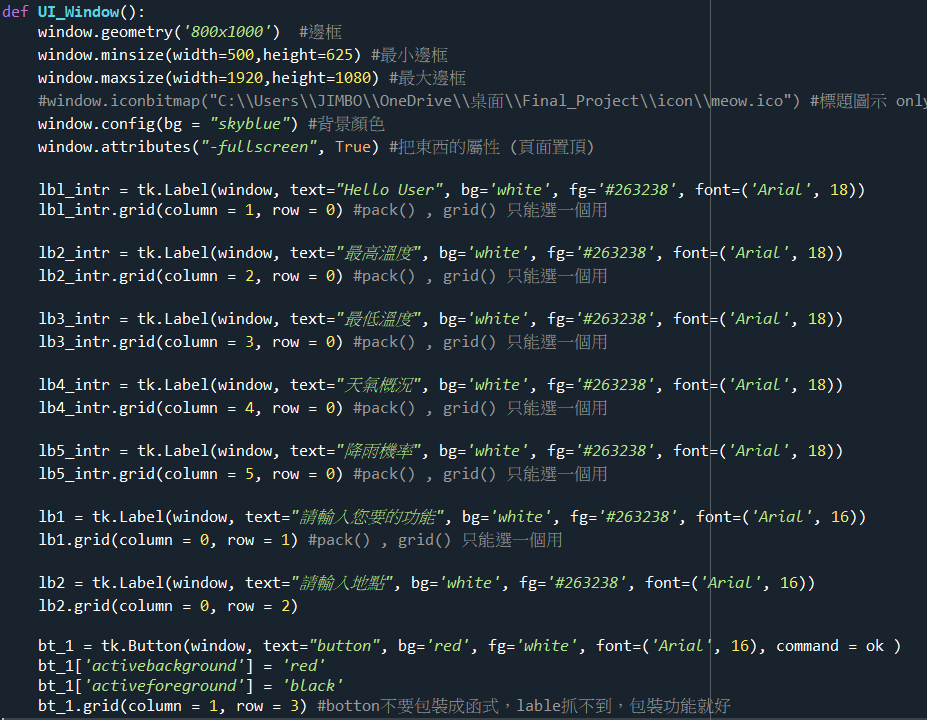 def UI_Window():
    window.geometry('800x1000')  #邊框
    window.minsize(width=500,height=625) #最小邊框
    window.maxsize(width=1920,height=1080) #最大邊框
    #window.iconbitmap("C:\\Users\\JIMBO\\OneDrive\\桌面\\Final_Project\\icon\\meow.ico") #標題圖示 only
    window.config(bg = "skyblue") #背景顏色
    window.attributes("-fullscreen", True) #把東西的屬性 (頁面置頂)
    lbl_intr = tk.Label(window, text="Hello User", bg='white', fg='#263238', font=('Arial', 18))
    lbl_intr.grid(column = 1, row = 0) #pack() , grid() 只能選一個用
    lb2_intr = tk.Label(window, text="最高溫度", bg='white', fg='#263238', font=('Arial', 18))
    lb2_intr.grid(column = 2, row = 0) #pack() , grid() 只能選一個用
    lb3_intr = tk.Label(window, text="最低溫度", bg='white', fg='#263238', font=('Arial', 18))
    lb3_intr.grid(column = 3, row = 0) #pack() , grid() 只能選一個用
    lb4_intr = tk.Label(window, text="天氣概況", bg='white', fg='#263238', font=('Arial', 18))
    lb4_intr.grid(column = 4, row = 0) #pack() , grid() 只能選一個用
    lb5_intr = tk.Label(window, text="降雨機率", bg='white', fg='#263238', font=('Arial', 18))
    lb5_intr.grid(column = 5, row = 0) #pack() , grid() 只能選一個用
    lb1 = tk.Label(window, text="請輸入您要的功能", bg='white', fg='#263238', font=('Arial', 16))
    lb1.grid(column = 0, row = 1) #pack() , grid() 只能選一個用
    lb2 = tk.Label(window, text="請輸入地點", bg='white', fg='#263238', font=('Arial', 16))
    lb2.grid(column = 0, row = 2)
    bt_1 = tk.Button(window, text="button", bg='red', fg='white', font=('Arial', 16), command = ok )
    bt_1['activebackground'] = 'red'
    bt_1['activeforeground'] = 'black'
    bt_1.grid(column = 1, row = 3) #botton不要包裝成函式，lable抓不到，包裝功能就好